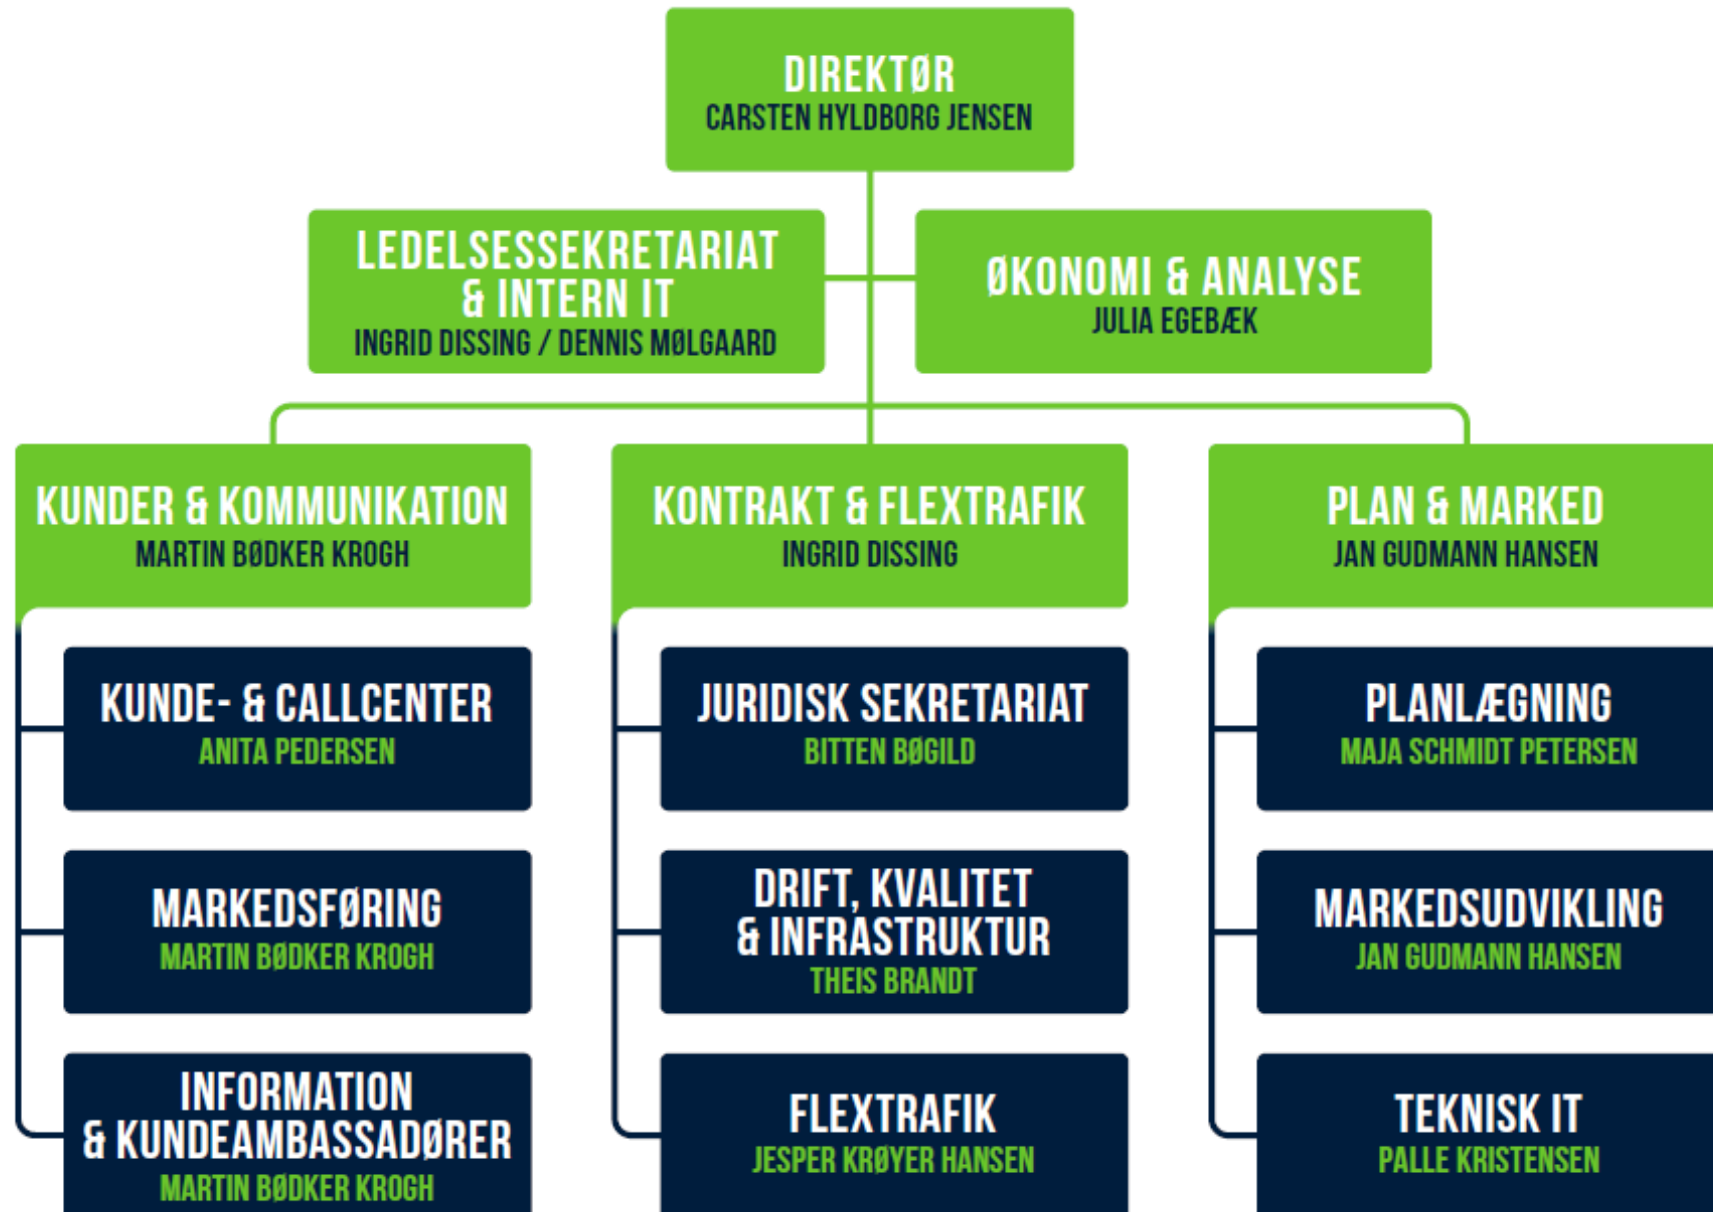 DIREKTØR
CARSTEN HYLDBORG JENSEN
LEDELSESSEKRETARIAT
& INTERN IT
INGRID DISSING / DENNIS MØLGAARD
ØKONOMI & ANALYSE
JULIA EGEBÆK
KUNDER & KOMMUNIKATION
MARTIN BØDKER KROGH
KUNDE- & CALLCENTER
ANITA PEDERSEN
MARKEDSFØRING
MARTIN BØDKER KROGH
INFORMATION
& KUNDEAMBASSADØRER
MARTIN BØDKER KROGH
KONTRAKT & FLEXTRAFIK
INGRID DISSING
JURIDISK SEKRETARIAT
BITTEN BØGILD
DRIFT, KVALITET
& INFRASTRUKTUR
THEIS BRANDT
FLEXTRAFIK
JESPER KRØYER HANSEN
PLAN & MARKED
JAN GUDMANN HANSEN
PLANLÆGNING
MAJA SCHMIDT PETERSEN
MARKEDSUDVIKLING
JAN GUDMANN HANSEN
TEKNISK IT
PALLE KRISTENSEN